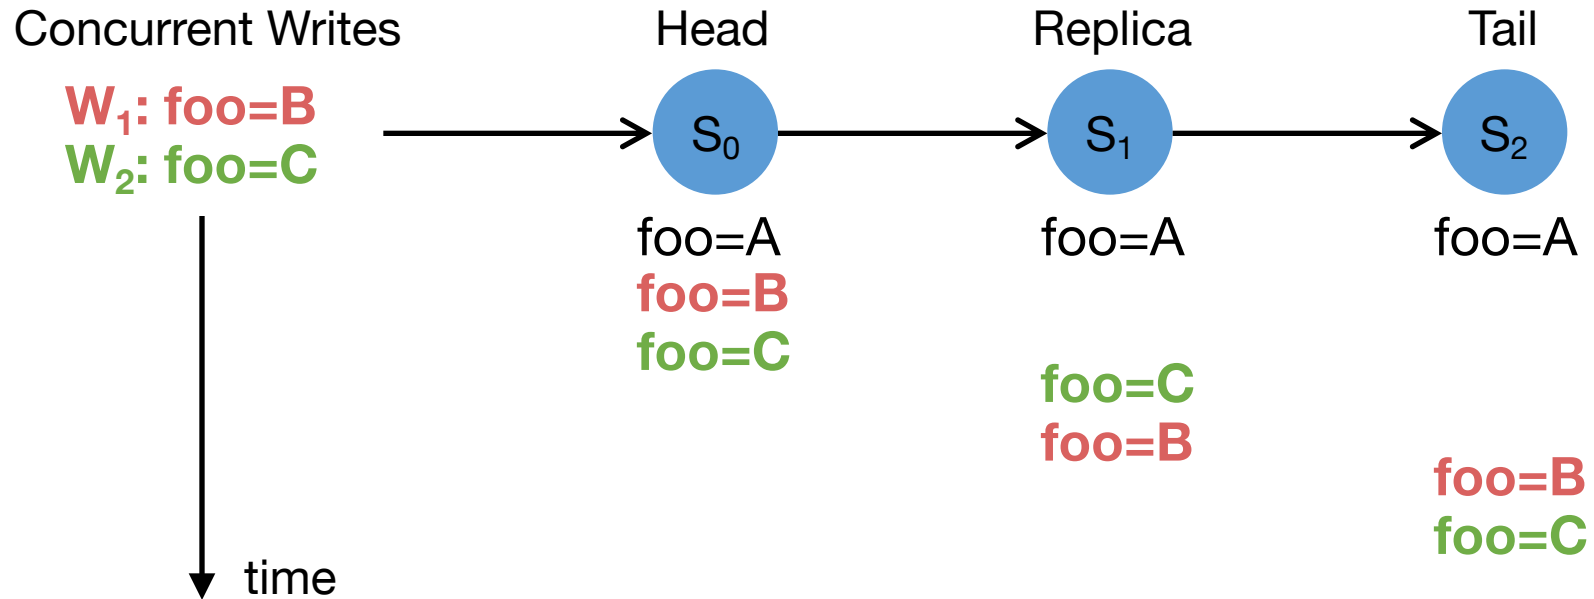 Concurrent Writes
Head
Replica
Tail
W₁: foo=B
W₂: foo=C
S₀
S₁
S₂
foo=A
foo=A
foo=A
foo=B
foo=C
foo=C
foo=B
foo=B
foo=C
time